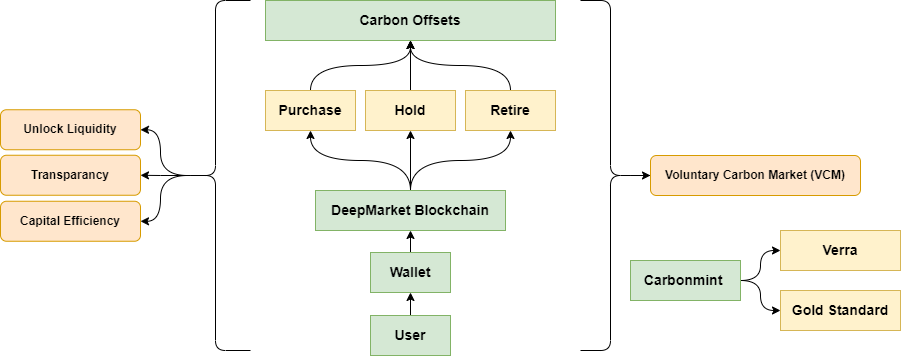 Carbon Offsets
Purchase
Hold
Retire
Unlock Liquidity
Transparancy
Capital Efficiency
DeepMarket Blockchain
Wallet
User
Voluntary Carbon Market (VCM)
Carbonmint
Verra
Gold Standard